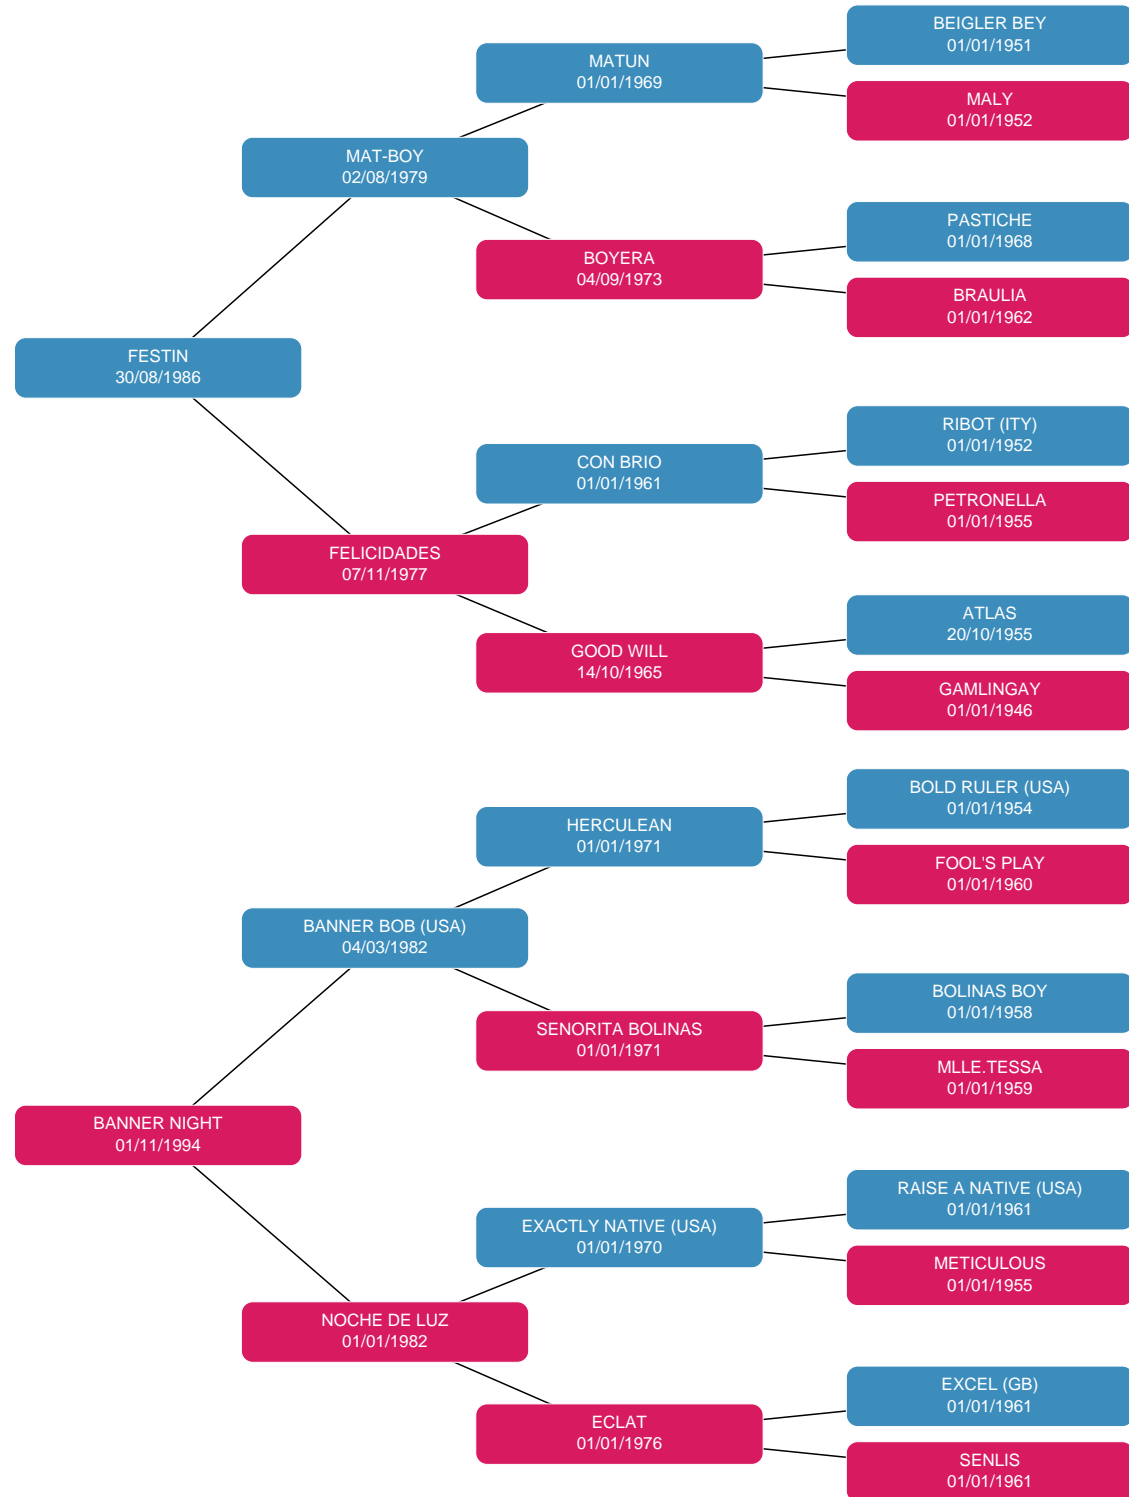 BEIGLER BEY
01/01/1951
MATUN
01/01/1969
MALY
01/01/1952
MAT-BOY
02/08/1979
PASTICHE
01/01/1968
BOYERA
04/09/1973
BRAULIA
01/01/1962
FESTIN
30/08/1986
RIBOT (ITY)
01/01/1952
CON BRIO
01/01/1961
PETRONELLA
01/01/1955
FELICIDADES
07/11/1977
ATLAS
20/10/1955
GOOD WILL
14/10/1965
GAMLINGAY
01/01/1946
BOLD RULER (USA)
01/01/1954
HERCULEAN
01/01/1971
FOOL'S PLAY
01/01/1960
BANNER BOB (USA)
04/03/1982
BOLINAS BOY
01/01/1958
SENORITA BOLINAS
01/01/1971
MLLE.TESSA
01/01/1959
BANNER NIGHT
01/11/1994
RAISE A NATIVE (USA)
01/01/1961
EXACTLY NATIVE (USA)
01/01/1970
METICULOUS
01/01/1955
NOCHE DE LUZ
01/01/1982
EXCEL (GB)
01/01/1961
ECLAT
01/01/1976
SENLIS
01/01/1961